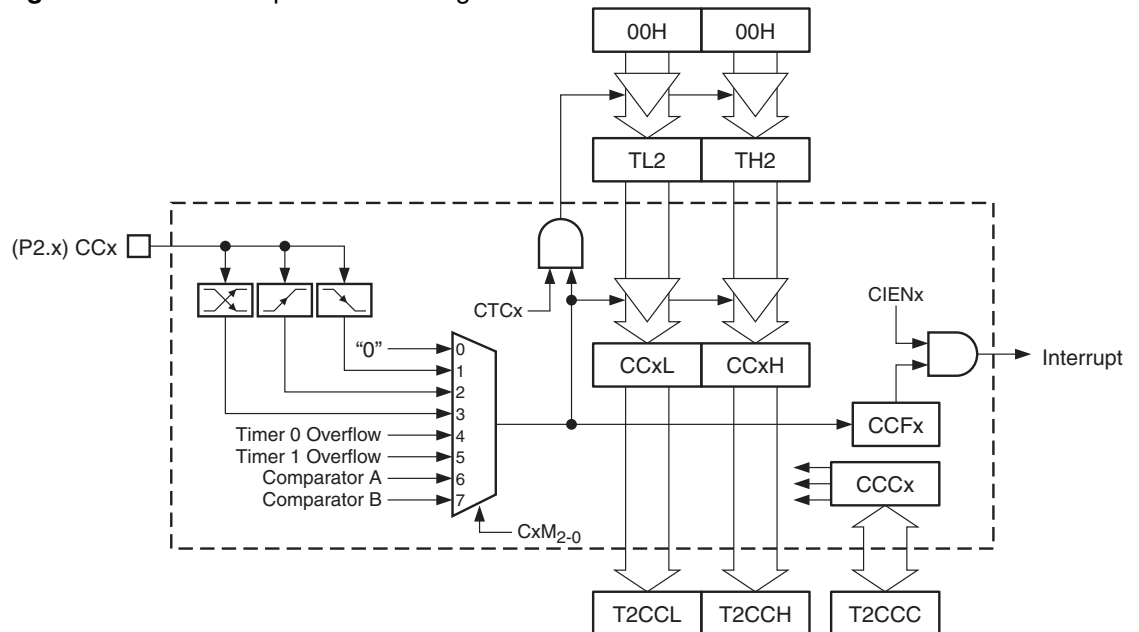 00H 00H
TL2 TH2
(P2.x) CCx
CTCx
CIENx
"0"
0
1
2
3
Timer 0 Overflow 4
Timer 1 Overflow 5
Comparator A 6
Comparator B 7
CxM2-0
CCxL CCxH
Interrupt
CCFx
CCCx
T2CCL T2CCH T2CCC